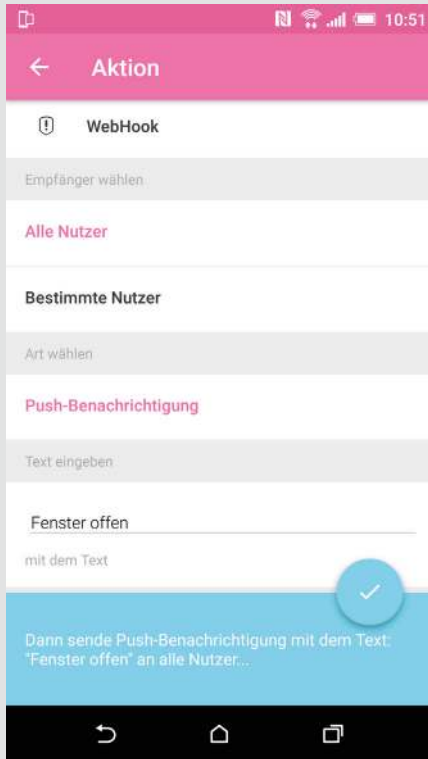 10:51
Aktion
WebHook
Empfänger wählen
Alle Nutzer
Bestimmte Nutzer
Art wählen
Push-Benachrichtigung
Text eingeben
Fenster offen
mit dem Text
Dann sende Push-Benachrichtigung mit dem Text:
"Fenster offen" an alle Nutzer...